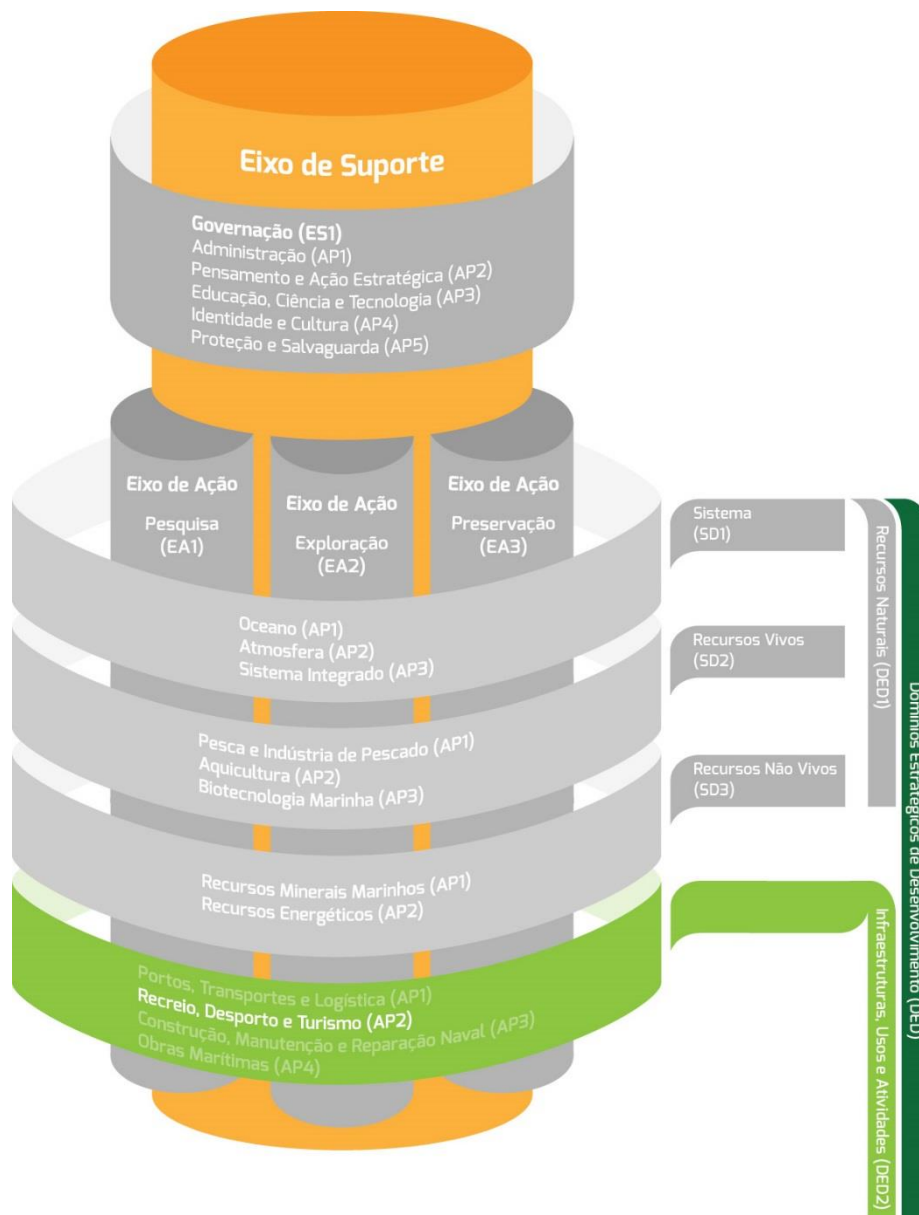 Eixo de Suporte
Governação (ES1)
Administração (AP1)
Pensamento e Ação Estratégica (AP2)
Educação, Ciência e Tecnologia (AP3)
Identidade e Cultura (AP4)
Proteção e Salvaguarda (AP5)
Eixo de Ação
Pesquisa
(EA1)
Eixo de Ação
Exploração
(EA2)
Eixo de Ação
Preservação
(EA3)
Oceano (AP1)
Atmosfera (AP2)
Sistema Integrado (AP3)
Pesca e Indústria de Pescado (AP1)
Aquicultura (AP2)
Biotecnologia Marinha (AP3)
Recursos Minerais Marinhos (AP1)
Recursos Energéticos (AP2)
Portos, Transportes e Logística (AP1)
Recreio, Desporto e Turismo (AP2)
Construção, Manutenção e Reparação Naval (AP3)
Obras Marítimas (AP4)
Sistema
(SD1)
Recursos Vivos
(SD2)
Recursos Não Vivos
(SD3)
Recursos Naturais (DED1)
Infraestruturas, Usos e Atividades (DED2)
Domínios Estratégicos de Desenvolvimento (DED)